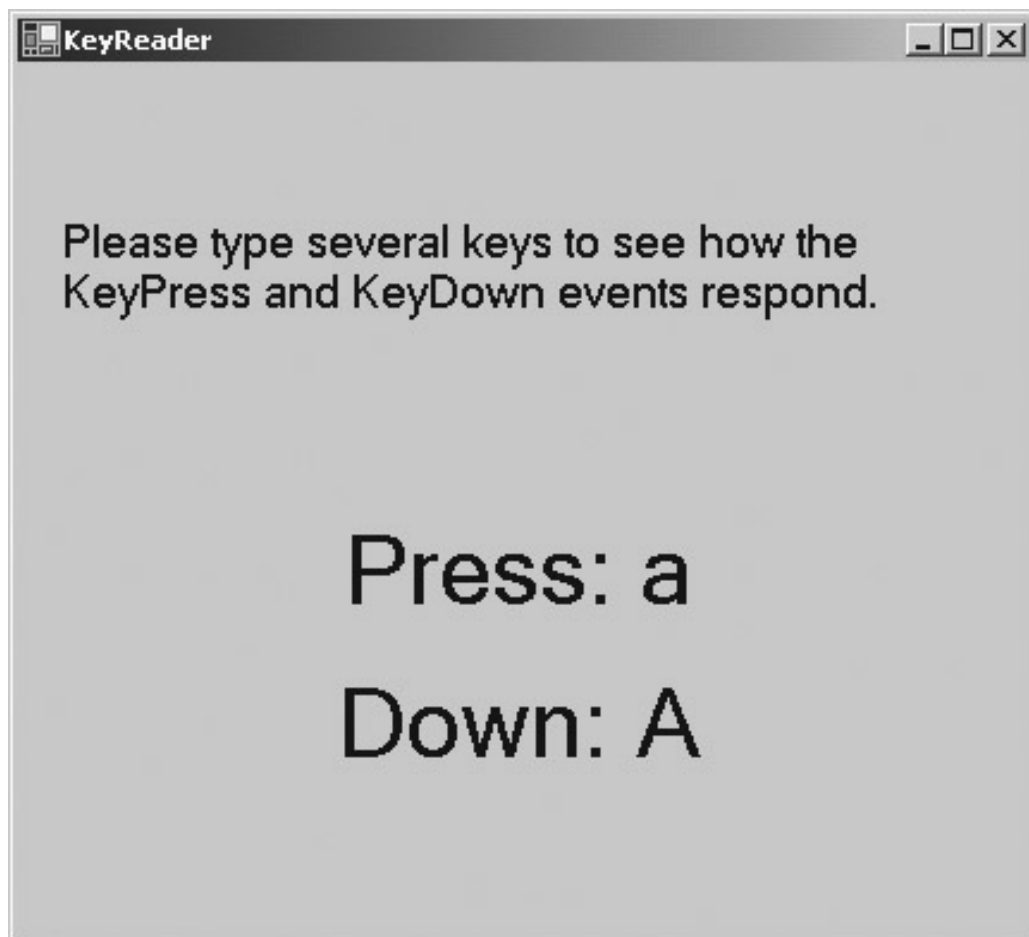 KeyReader
Please type several keys to see how the
KeyPress and KeyDown events respond.
Press: a
Down: A